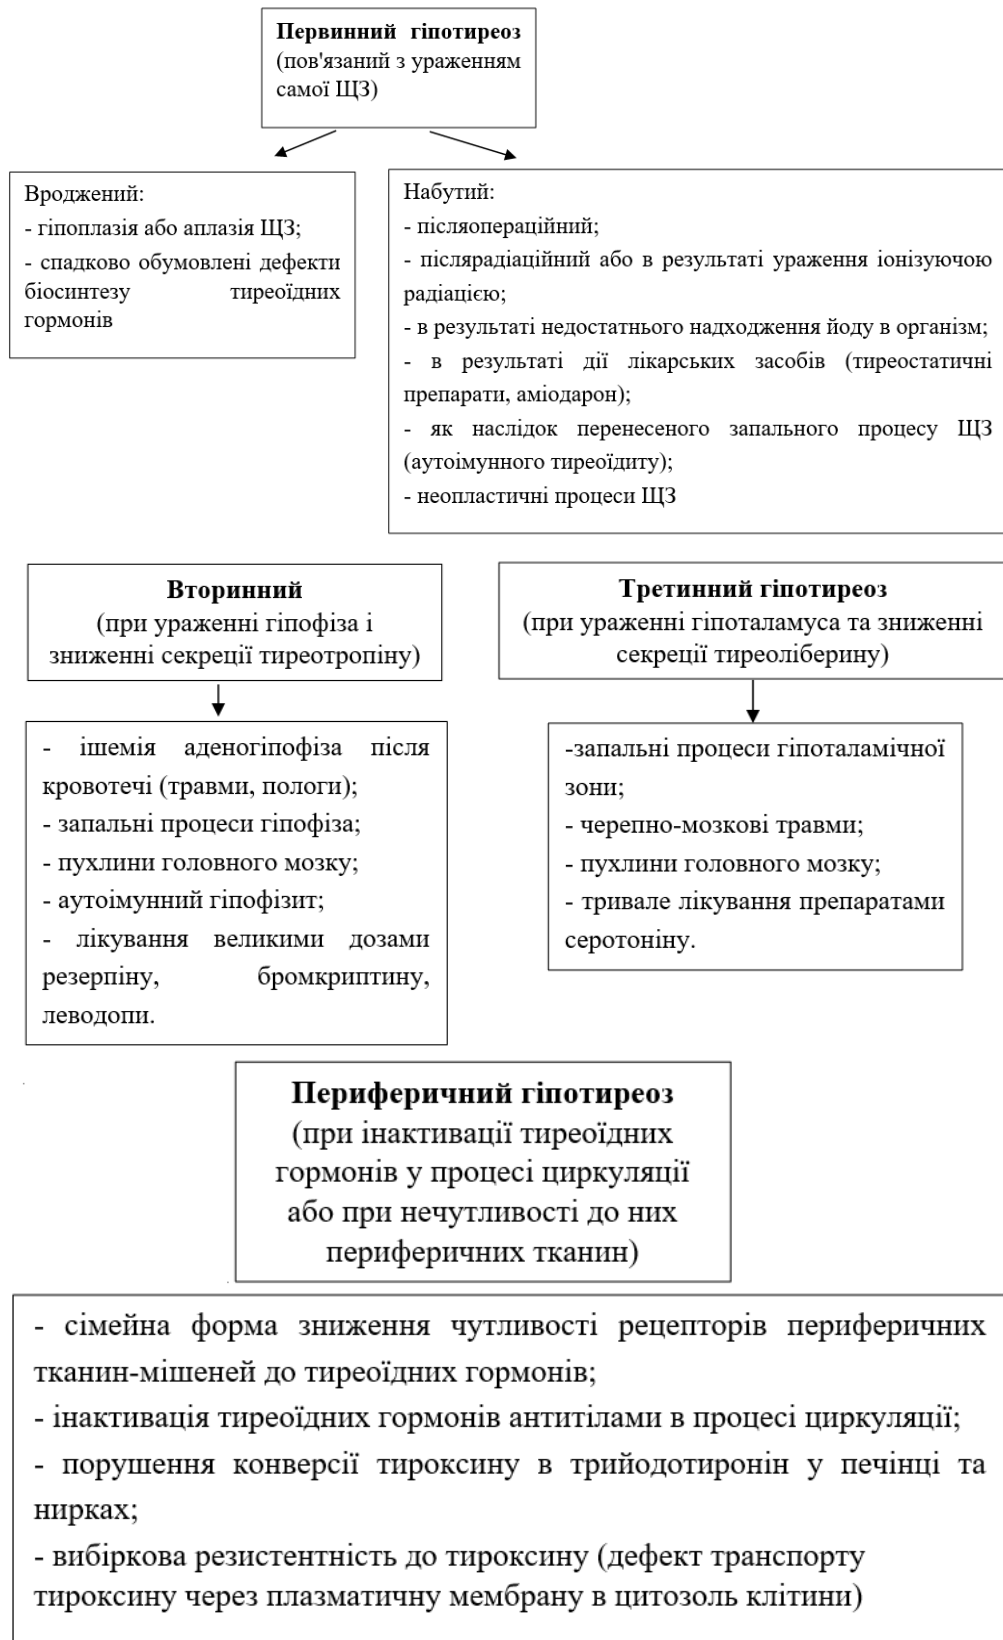 Первинний гіпотиреоз
(пов'язаний з ураженням
самої ЩЗ)
Вроджений:
- гіпоплазія або аплазія ЩЗ;
- спадково обумовлені дефекти
біосинтезу тиреоїдних
гормонів
Набутий:
- післяопераційний;
- післярадіаційний або в результаті ураження іонізуючою
радіацією;
- в результаті недостатнього надходження йоду в організм;
- в результаті дії лікарських засобів (тиреостатичні
препарати, аміодарон);
- як наслідок перенесеного запального процесу ЩЗ
(аутоімунного тиреоїдиту);
- неопластичні процеси ЩЗ
Вторинний
(при ураженні гіпофіза і
зниженні секреції тиреотропіну)
- ішемія аденогіпофіза після
кровотечі (травми, пологи);
- запальні процеси гіпофіза;
- пухлини головного мозку;
- аутоімунний гіпофізит;
- лікування великими дозами
резерпіну, бромкриптину,
леводопи.
Третинний гіпотиреоз
(при ураженні гіпоталамуса та зниженні
секреції тиреоліберину)
-запальні процеси гіпоталамічної
зони;
- черепно-мозкові травми;
- пухлини головного мозку;
- тривале лікування препаратами
серотоніну.
Периферичний гіпотиреоз
(при інактивації тиреоїдних
гормонів у процесі циркуляції
або при нечутливості до них
периферичних тканин)
- сімейна форма зниження чутливості рецепторів периферичних
тканин-мішеней до тиреоїдних гормонів;
- інактивація тиреоїдних гормонів антитілами в процесі циркуляції;
- порушення конверсії тироксину в трийодотиронін у печінці та
нирках;
- вибіркова резистентність до тироксину (дефект транспорту
тироксину через плазматичну мембрану в цитозоль клітини)